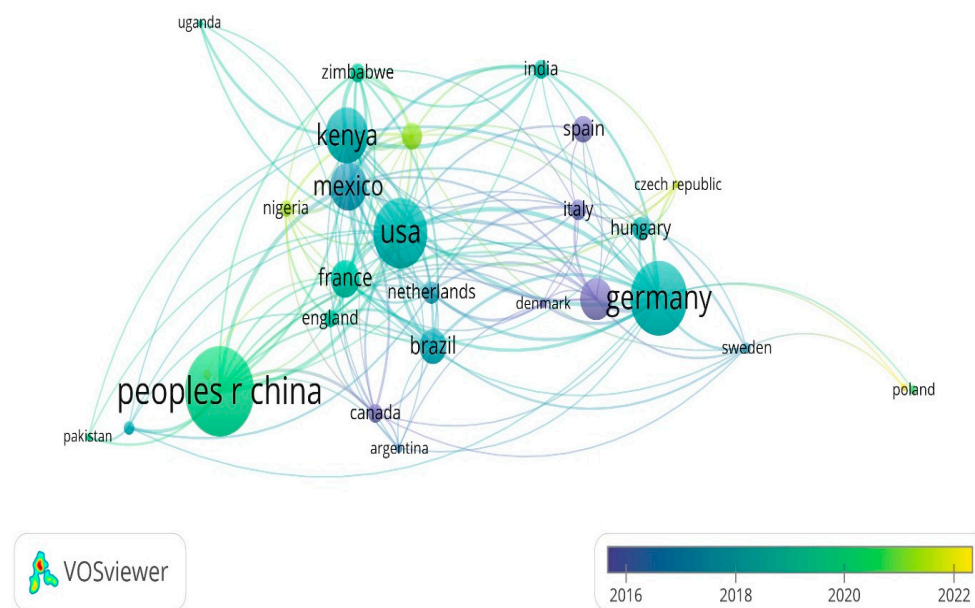 uganda
zimbabwe
india
kenya
spain
mexico
czech republic
nigeria
italy
usa
hungary
france
netherlands
denmark
germany
england
brazil
sweden
peoples r china
poland
canada
pakistan
argentina
VOSviewer
2016 2018 2020 2022